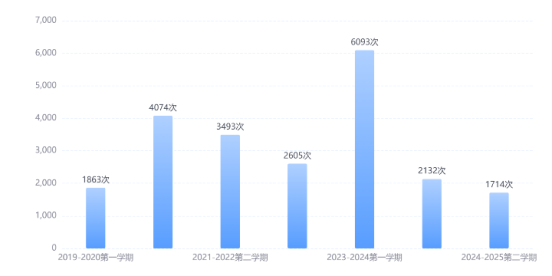 7,000
6,000
5,000
4,000
3,000
2,000
1,000
0
1863次
4074次
3493次
2605次
6093次
2132次
1714次
2019-2020第一学期
2021-2022第二学期
2023-2024第一学期
2024-2025第二学期